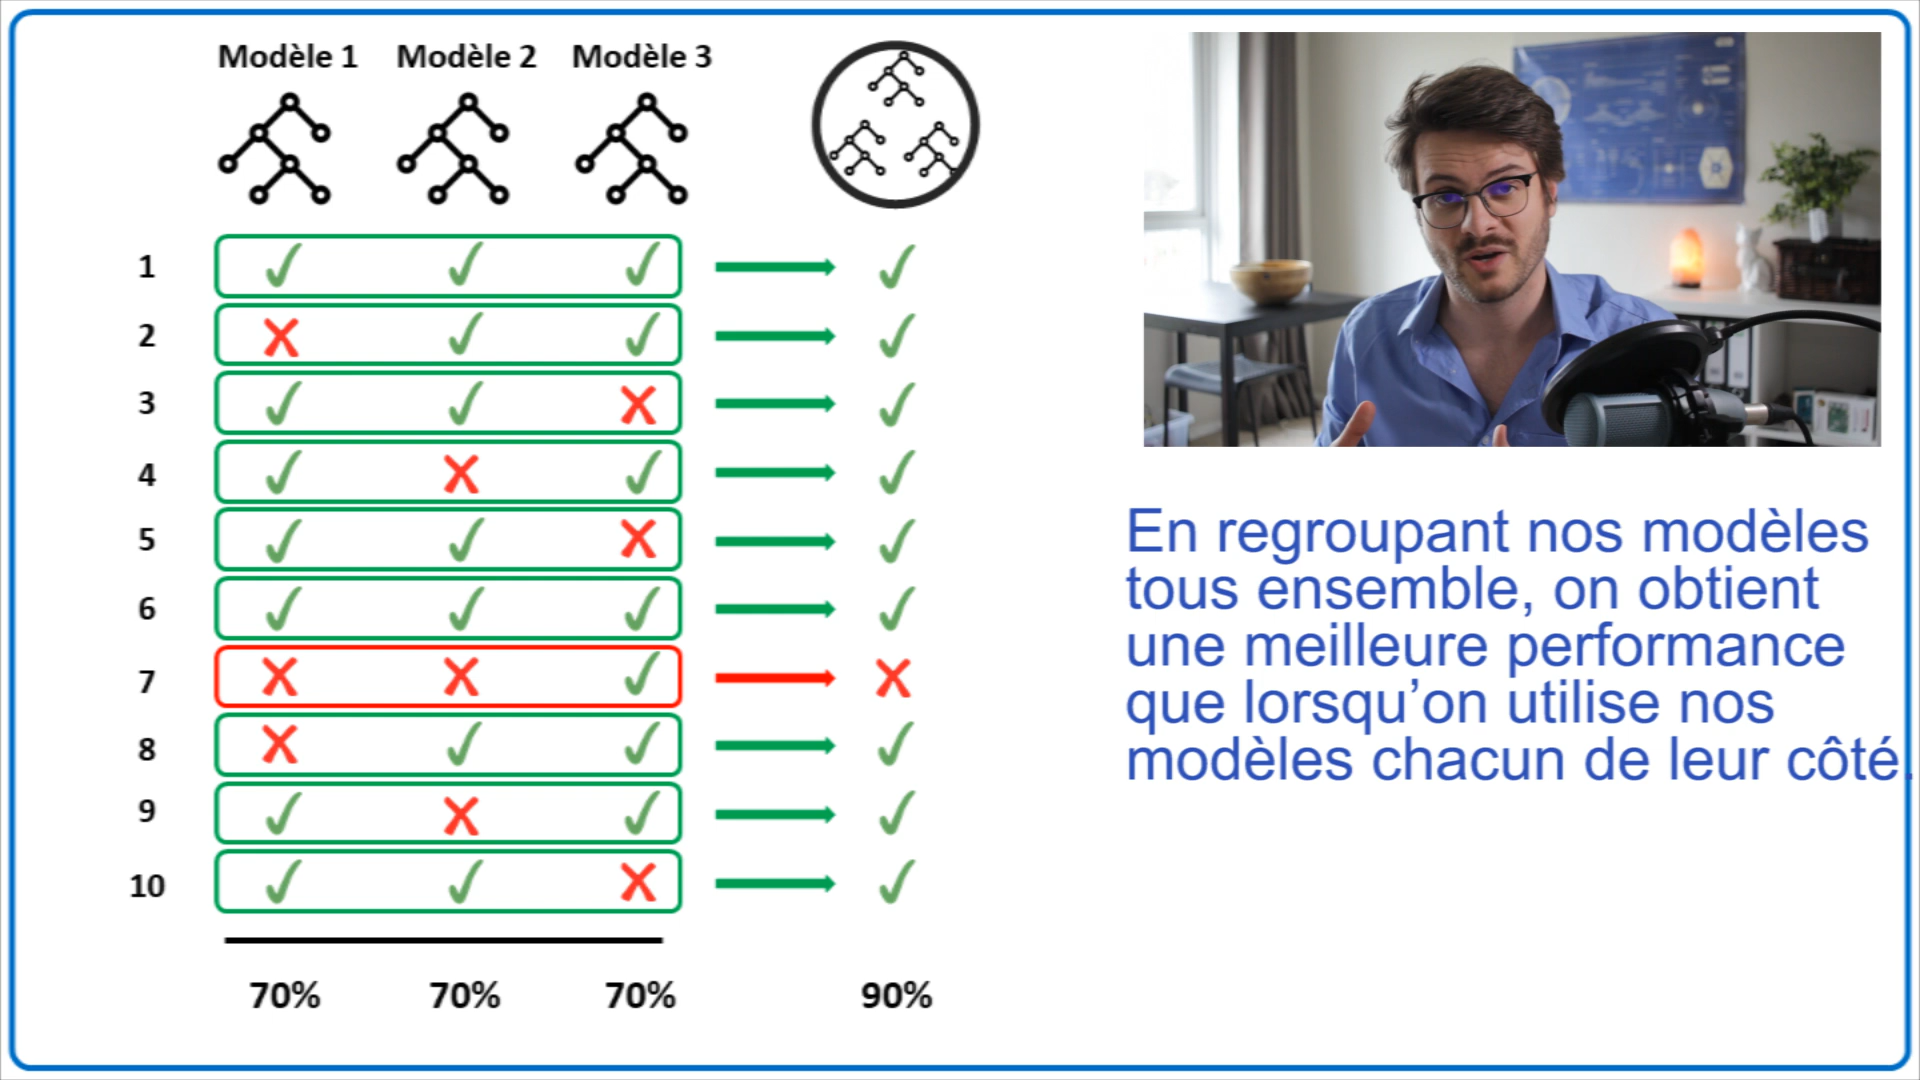 Modèle 1 Modèle 2 Modèle 3
1
2
3
4
5
6
7
8
9
10
70% 70% 70% 90%
En regroupant nos modèles
tous ensemble, on obtient
une meilleure performance
que lorsqu’on utilise nos
modèles chacun de leur côté.